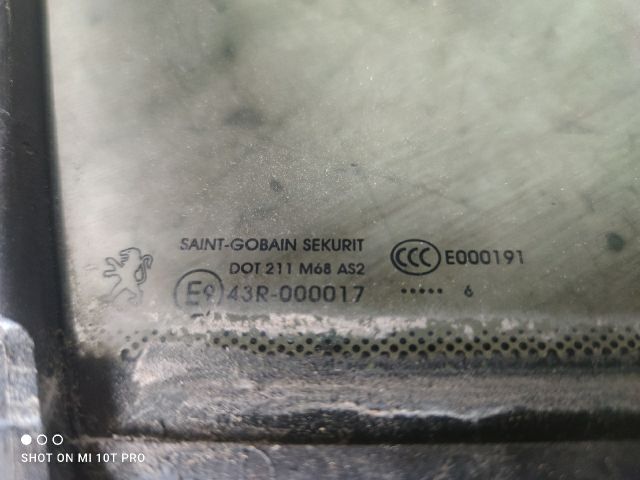 SAINT-GOBAIN SEKURIT
DOT 211 M68 AS2
E9 43R-000017
CCC E000191
..... 6
SHOT ON MI 10T PRO